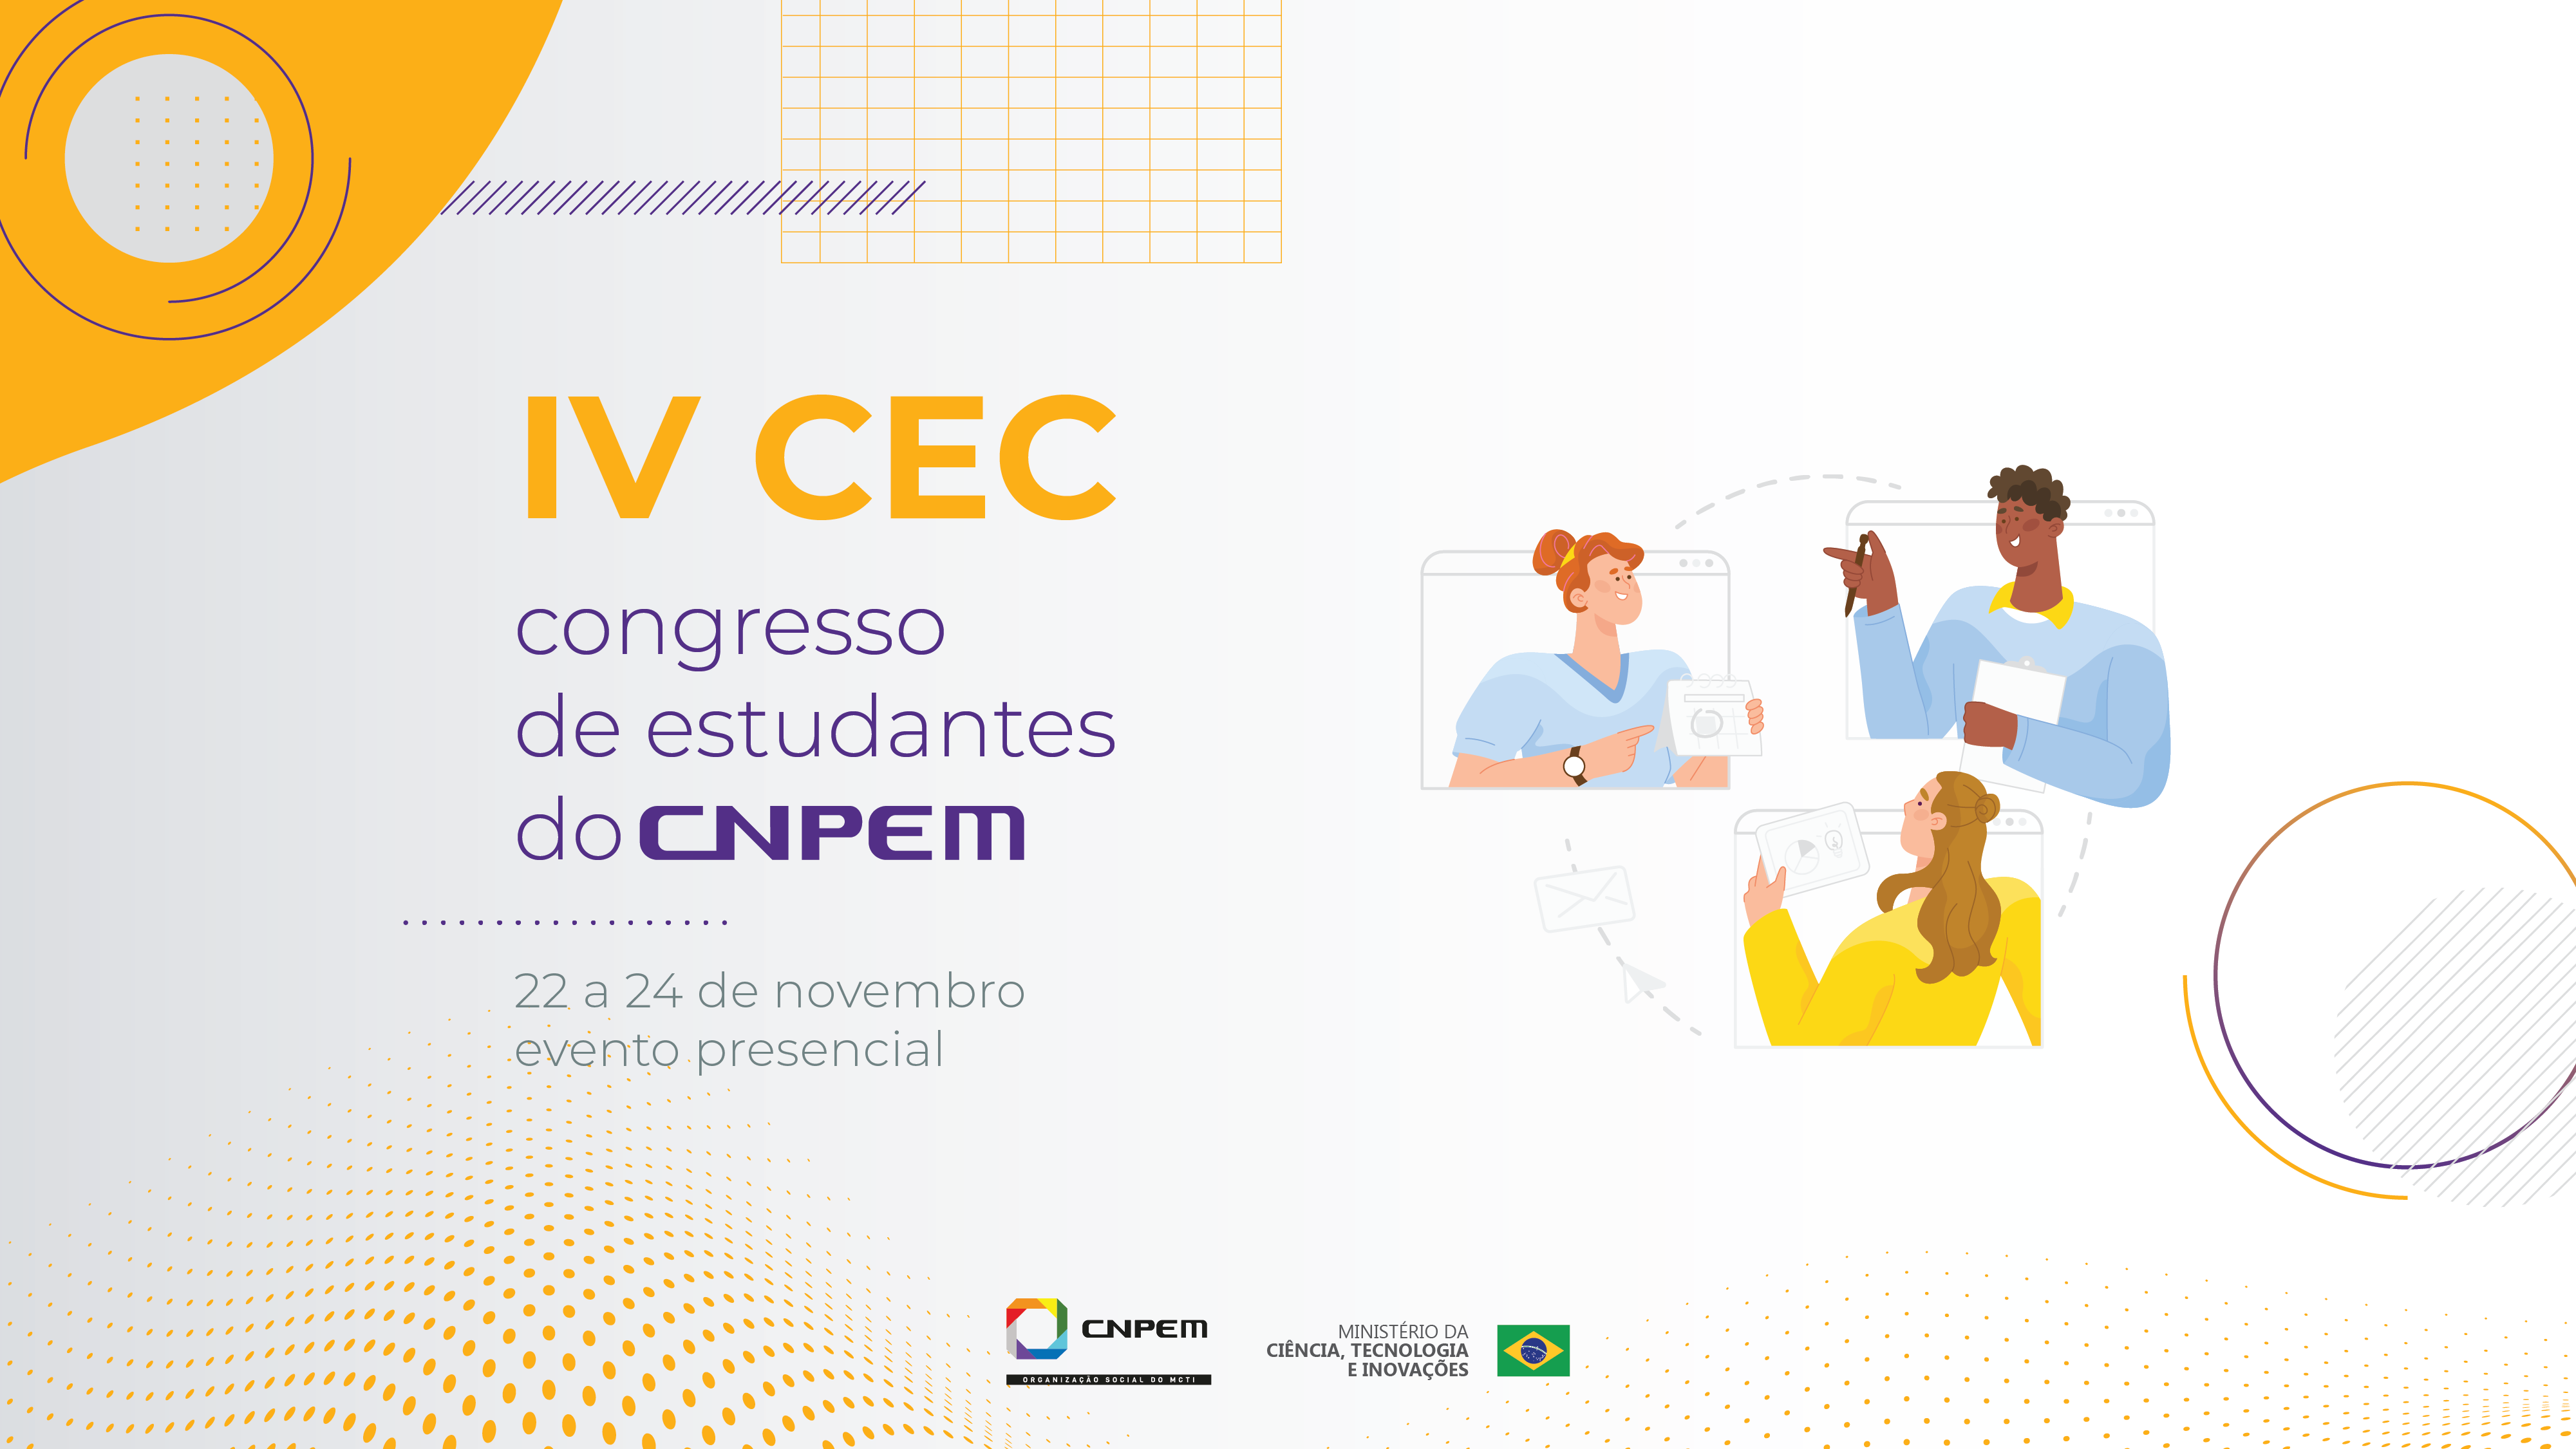 IV CEC
congresso
de estudantes
do CNPEM
22 a 24 de novembro
evento presencial
CNPEM
ORGANIZAÇÃO SOCIAL DO MCTI
MINISTÉRIO DA
CIÊNCIA, TECNOLOGIA
E INOVAÇÕES